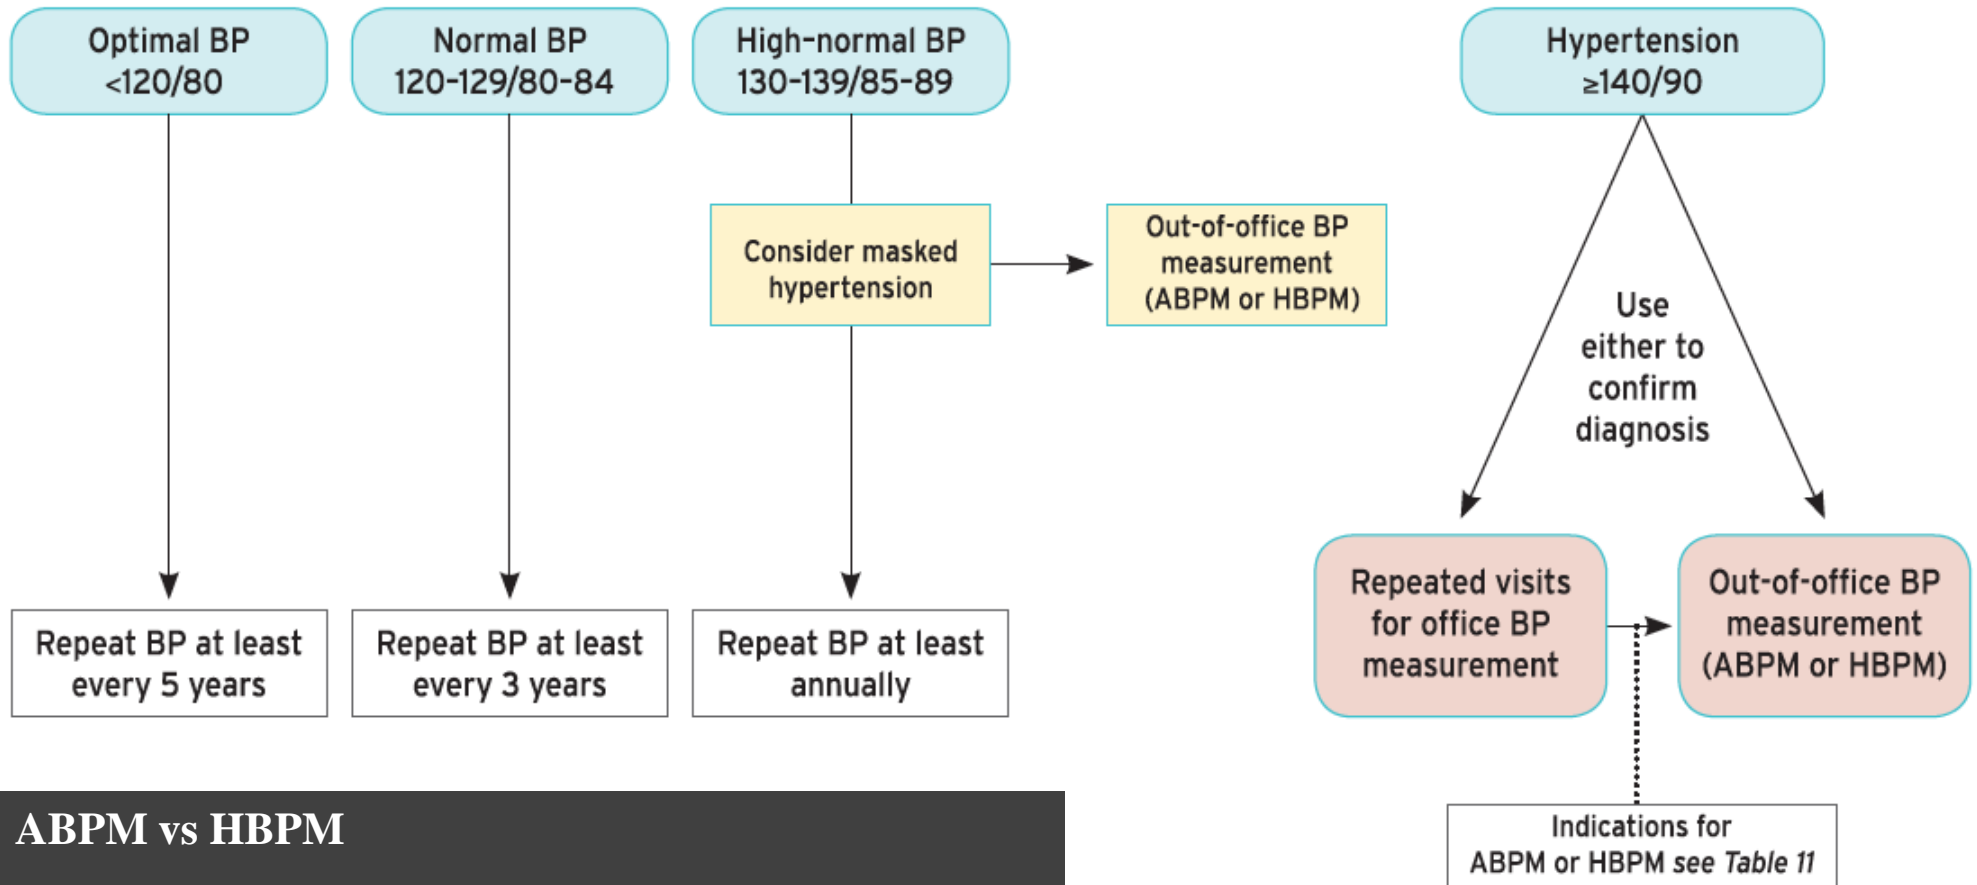 Optimal BP
<120/80
Normal BP
120-129/80-84
High-normal BP
130-139/85-89
Hypertension
≥140/90
Consider masked
hypertension
Out-of-office BP
measurement
(ABPM or HBPM)
Use
either to
confirm
diagnosis
Repeat BP at least
every 5 years
Repeat BP at least
every 3 years
Repeat BP at least
annually
Repeated visits
for office BP
measurement
Out-of-office BP
measurement
(ABPM or HBPM)
Indications for
ABPM or HBPM see Table 11
ABPM vs HBPM